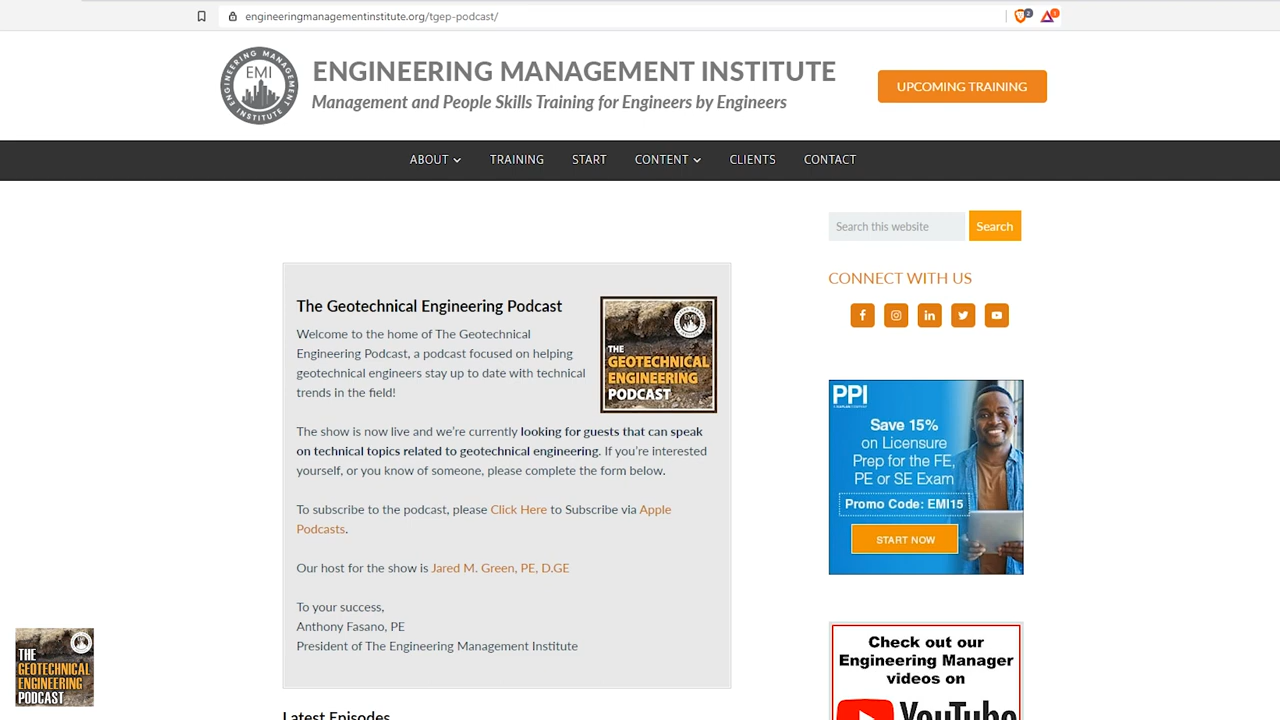 engineeringmanagementinstitute.org/tgep-podcast/
ENGINEERING MANAGEMENT INSTITUTE
EMI
ENGINEERING MANAGEMENT INSTITUTE
Management and People Skills Training for Engineers by Engineers
UPCOMING TRAINING
ABOUT TRAINING START CONTENT CLIENTS CONTACT
Search this website Search
CONNECT WITH US
The Geotechnical Engineering Podcast
Welcome to the home of The Geotechnical
Engineering Podcast, a podcast focused on helping
geotechnical engineers stay up to date with technical
trends in the field!
EMI
THE
GEOTECHNICAL
ENGINEERING
PODCAST
The show is now live and we’re currently looking for guests that can speak
on technical topics related to geotechnical engineering. If you’re interested
yourself, or you know of someone, please complete the form below.
To subscribe to the podcast, please Click Here to Subscribe via Apple
Podcasts.
Our host for the show is Jared M. Green, PE, D.GE
To your success,
Anthony Fasano, PE
President of The Engineering Management Institute
Latest Episodes
PPI
Save 15%
on Licensure
Prep for the FE,
PE or SE Exam
Promo Code: EMI15
START NOW
Check out our
Engineering Manager
videos on
YouTube
THE
GEOTECHNICAL
ENGINEERING
PODCAST